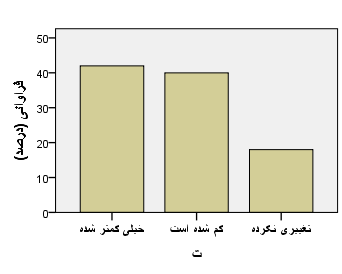 50
40
30
20
10
0
فراوانی (درصد)
خیلی کمتر شده
کم شده است
تغییری نکرده
ت